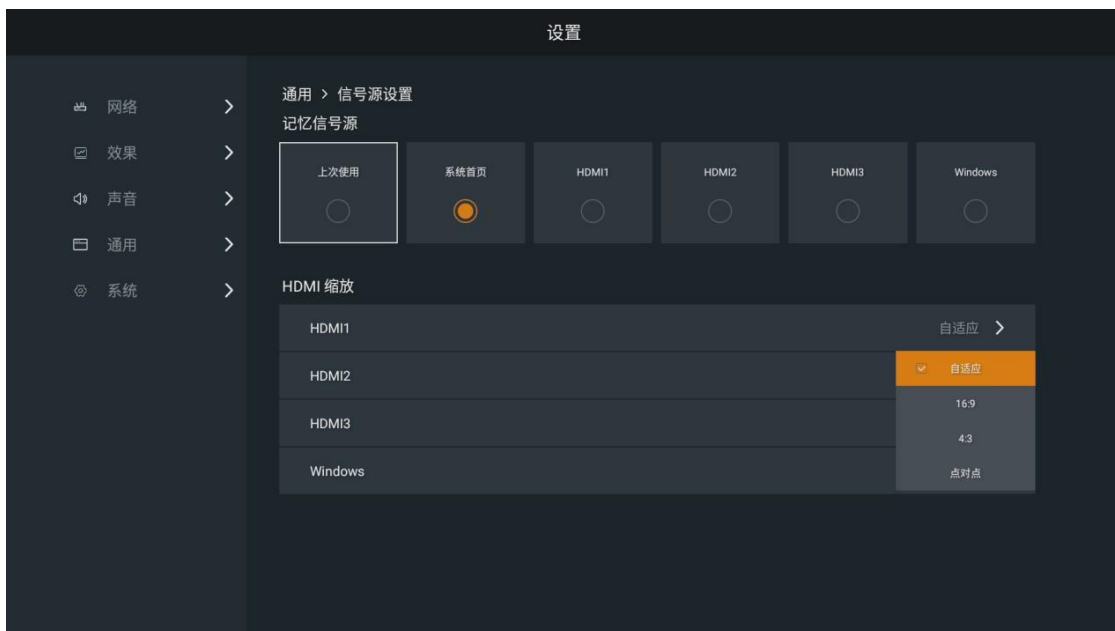 设置
网络
效果
声音
通用
系统
通用 > 信号源设置
记忆信号源
上次使用 系统首页 HDMI1 HDMI2 HDMI3 Windows
HDMI 缩放
HDMI1 自适应
HDMI2
HDMI3
Windows
自适应
16:9
4:3
点对点